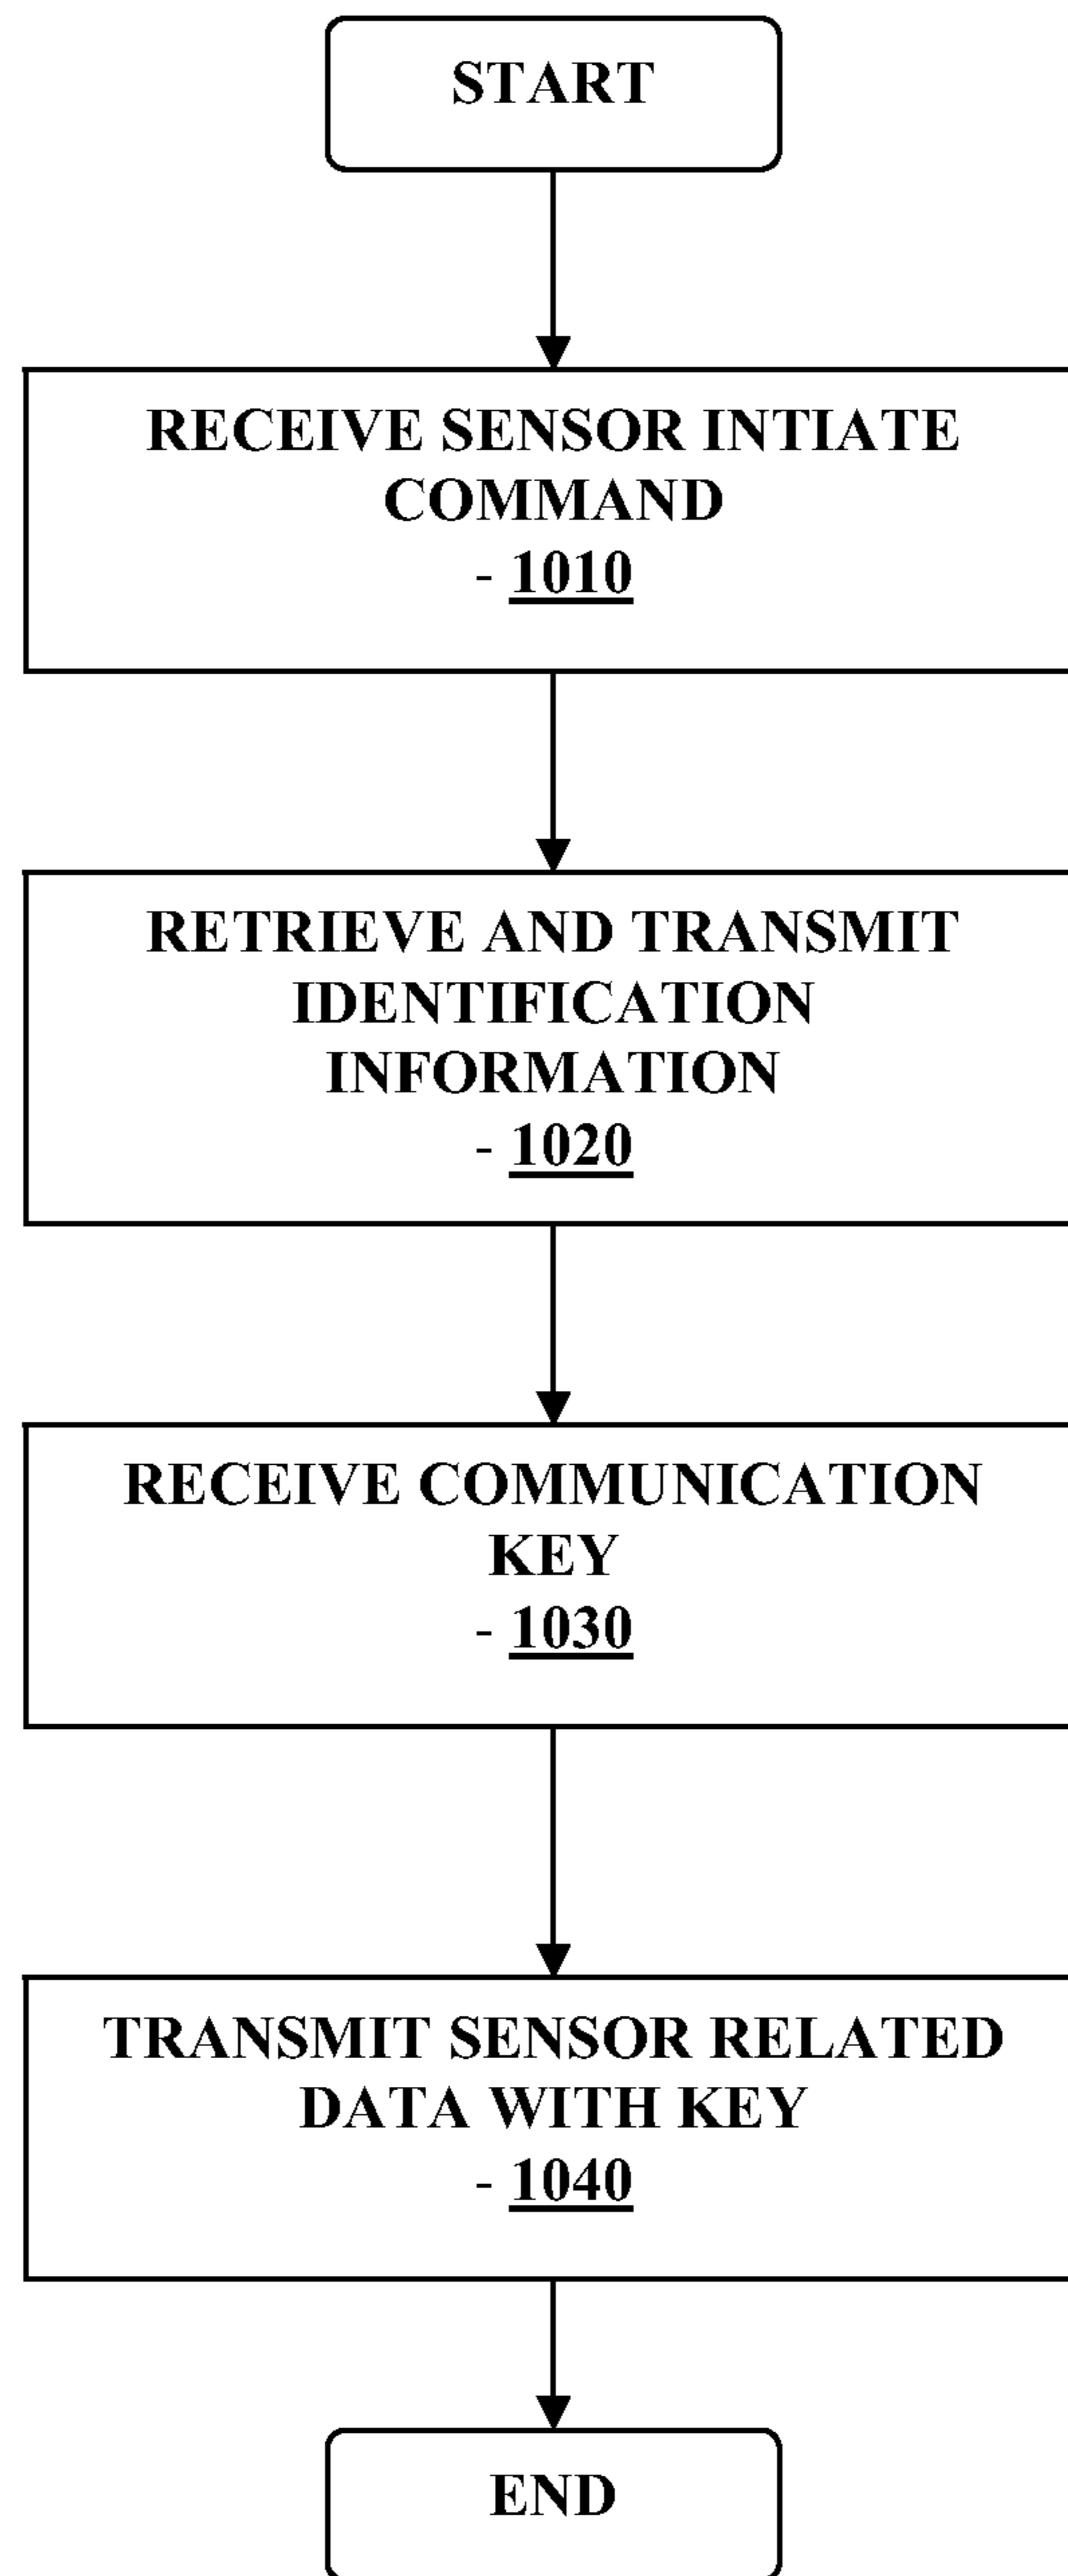 START
RECEIVE SENSOR INTIATE
COMMAND
- 1010
RETRIEVE AND TRANSMIT
IDENTIFICATION
INFORMATION
- 1020
RECEIVE COMMUNICATION
KEY
- 1030
TRANSMIT SENSOR RELATED
DATA WITH KEY
- 1040
END